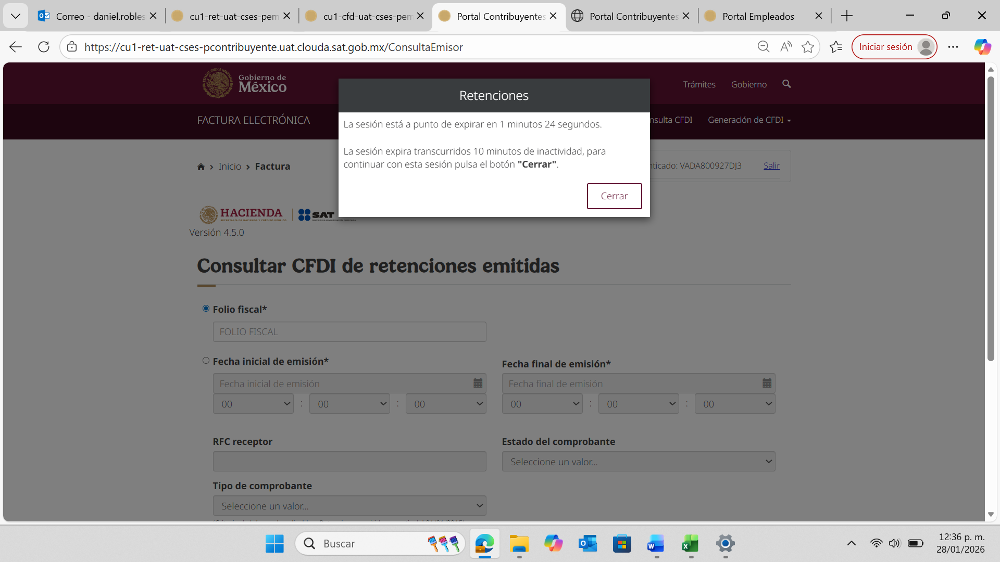 Correo - daniel.robles
cu1-ret-uat-cses-pem
cu1-cfd-uat-cses-pem
Portal Contribuyentes
Portal Contribuyentes
Portal Empleados
https://cu1-ret-uat-cses-pcontribuyente.uat.clouda.sat.gob.mx/ConsultaEmisor
Iniciar sesión
Gobierno de
México
Trámites
Gobierno
Retenciones
FACTURA ELECTRÓNICA
nsulta CFDI
Generación de CFDI
La sesión está a punto de expirar en 1 minutos 24 segundos.
La sesión expira transcurridos 10 minutos de inactividad, para
continuar con esta sesión pulsa el botón "Cerrar".
Cerrar
Inicio
Factura
nticado: VADA800927DJ3
Salir
HACIENDA
SECRETARÍA DE HACIENDA Y CRÉDITO PÚBLICO
SAT
SERVICIO DE ADMINISTRACIÓN TRIBUTARIA
Versión 4.5.0
Consultar CFDI de retenciones emitidas
Folio fiscal*
FOLIO FISCAL
Fecha inicial de emisión*
Fecha final de emisión*
Fecha inicial de emisión
Fecha final de emisión
00 : 00 : 00
00 : 00 : 00
RFC receptor
Estado del comprobante
Seleccione un valor...
Tipo de comprobante
Seleccione un valor...
Buscar
12:36 p. m.
28/01/2026